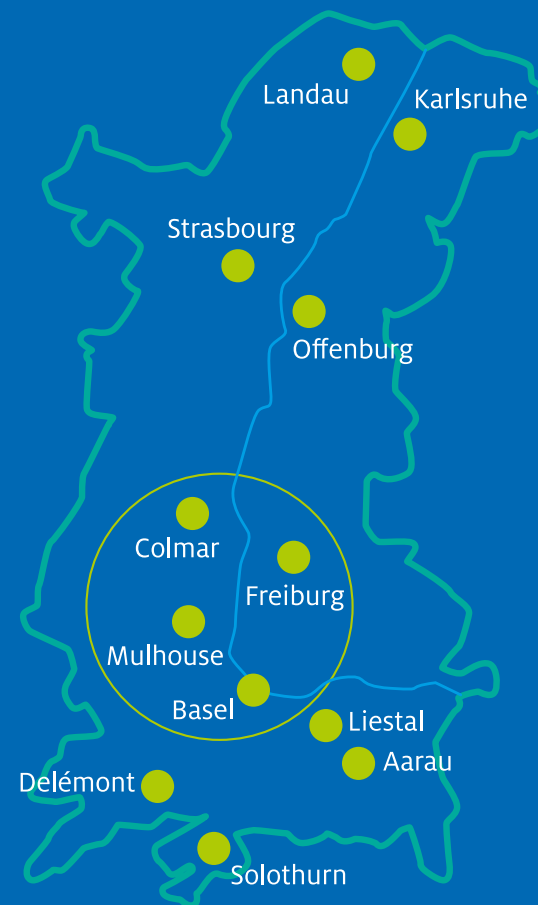 Landau
Karlsruhe
Strasbourg
Offenburg
Colmar
Freiburg
Mulhouse
Basel
Liestal
Aarau
Delémont
Solothurn